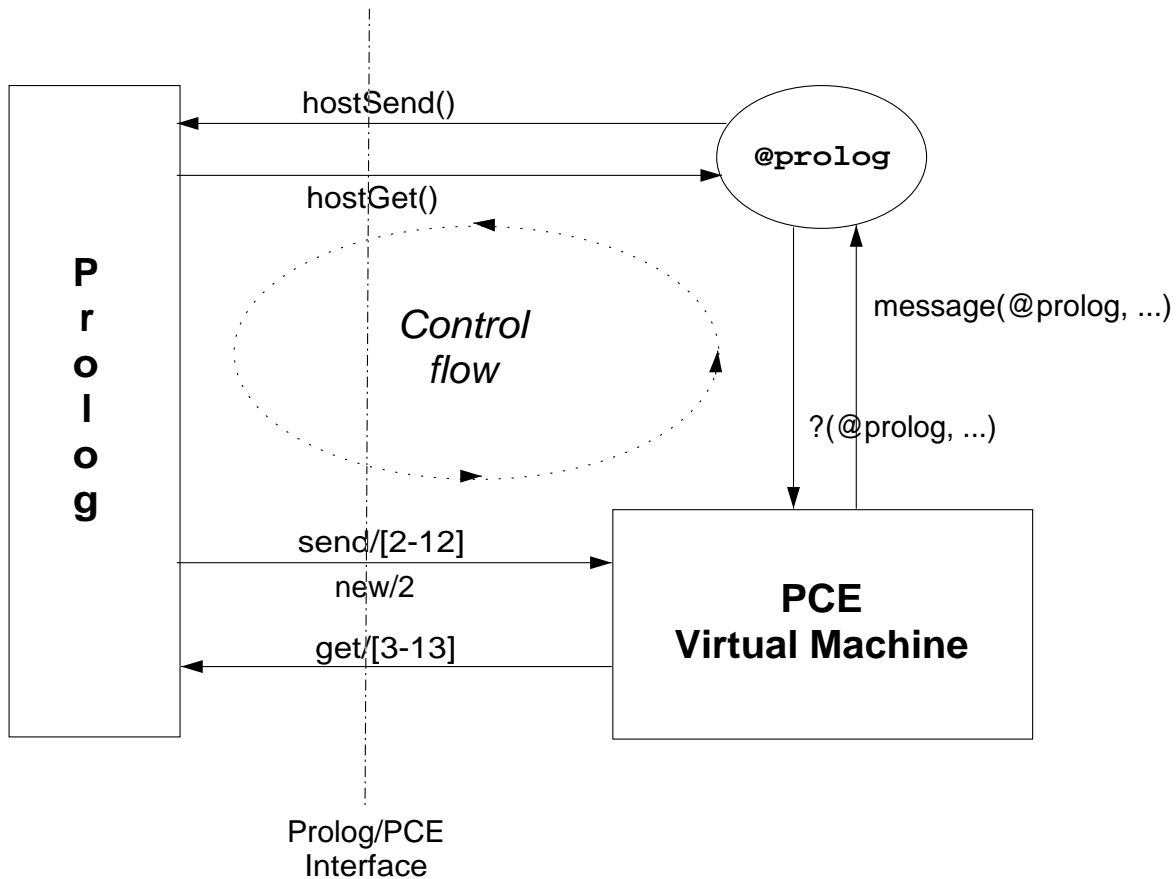 hostSend()
@prolog
hostGet()
Prolog
Control
flow
message(@prolog, ...)
?(@prolog, ...)
send/[2-12]
new/2
get/[3-13]
PCE
Virtual Machine
Prolog/PCE
Interface